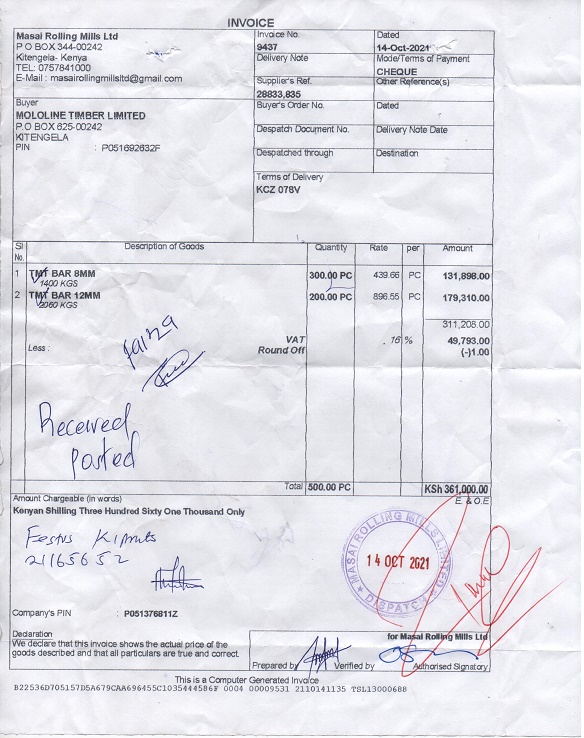 INVOICE
Masai Rolling Mills Ltd
P O BOX 344-00242
Kitengela- Kenya
TEL: 0757841000
E-Mail : masairollingmillsltd@gmail.com
Invoice No.
9437
Dated
14-Oct-2021
Delivery Note
Mode/Terms of Payment
CHEQUE
Supplier's Ref.
28833,835
Other Reference(s)
Buyer
MOLOLINE TIMBER LIMITED
P.O BOX 625-00242
KITENGELA
PIN : P051692632F
Buyer's Order No.
Dated
Despatch Document No.
Delivery Note Date
Despatched through
Destination
Terms of Delivery
KCZ 078V
Sl No.
Description of Goods
Quantity
Rate
per
Amount
1 TMT BAR 8MM 300.00 PC 439.66 PC 131,898.00
1400 KGS
2 TMT BAR 12MM 200.00 PC 896.55 PC 179,310.00
2060 KGS
311,208.00
Less : VAT 16 % 49,793.00
Round Off (-)1.00
Received
Posted
Total 500.00 PC KSh 361,000.00
Amount Chargeable (in words)
E. & O.E
Kenyan Shilling Three Hundred Sixty One Thousand Only
Festus
21165652
MASAI ROLLING MILLS LIMITED
14 OCT 2021
DISPATCH
Company's PIN : P051376811Z
Declaration
We declare that this invoice shows the actual price of the
goods described and that all particulars are true and correct.
for Masai Rolling Mills Ltd
Prepared by
Verified by
Authorised Signatory
This is a Computer Generated Invoice
B22536D705157D5A679CAA696455C1035444586F 0004 00009531 2110141135 TSL13000688